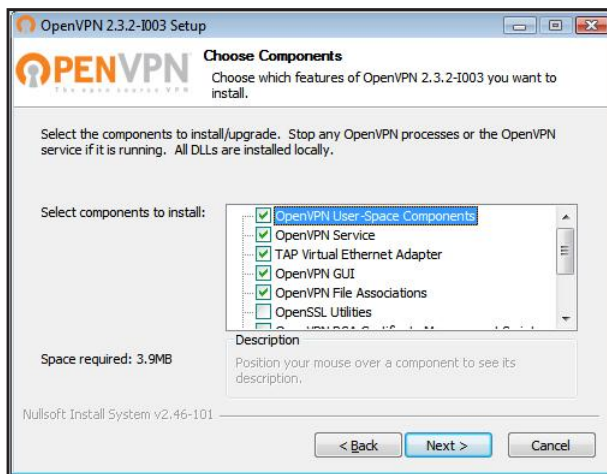 OpenVPN 2.3.2-I003 Setup
OPENVPN
The open source VPN
Choose Components
Choose which features of OpenVPN 2.3.2-I003 you want to
install.
Select the components to install/upgrade. Stop any OpenVPN processes or the OpenVPN
service if it is running. All DLLs are installed locally.
Select components to install:
OpenVPN User-Space Components
OpenVPN Service
TAP Virtual Ethernet Adapter
OpenVPN GUI
OpenVPN File Associations
OpenSSL Utilities
Space required: 3.9MB
Description
Position your mouse over a component to see its
description.
Nullsoft Install System v2.46-101
< Back
Next >
Cancel